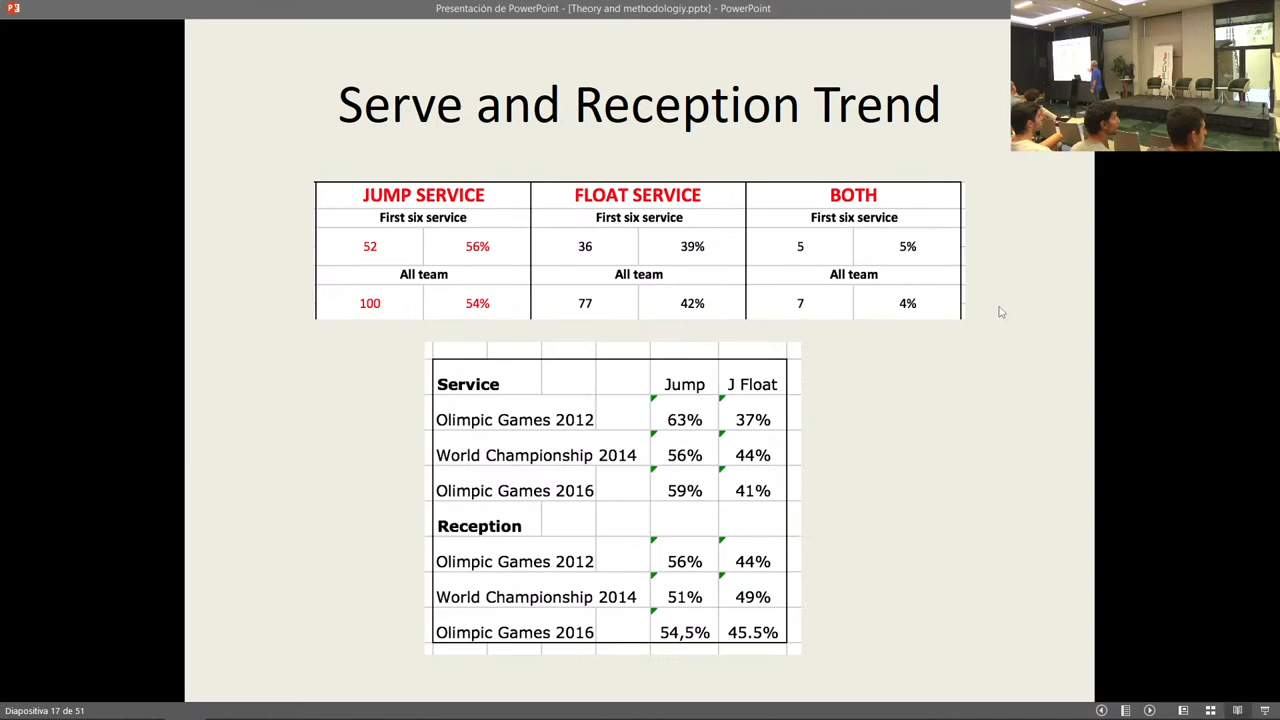 Presentación de PowerPoint - [Theory and methodologiy.pptx] - PowerPoint
Serve and Reception Trend
JUMP SERVICE FLOAT SERVICE BOTH
First six service First six service First six service
52 56% 36 39% 5 5%
All team All team All team
100 54% 77 42% 7 4%
Service Jump J Float
Olimpic Games 2012 63% 37%
World Championship 2014 56% 44%
Olimpic Games 2016 59% 41%
Reception
Olimpic Games 2012 56% 44%
World Championship 2014 51% 49%
Olimpic Games 2016 54,5% 45.5%
Diapositiva 17 de 51